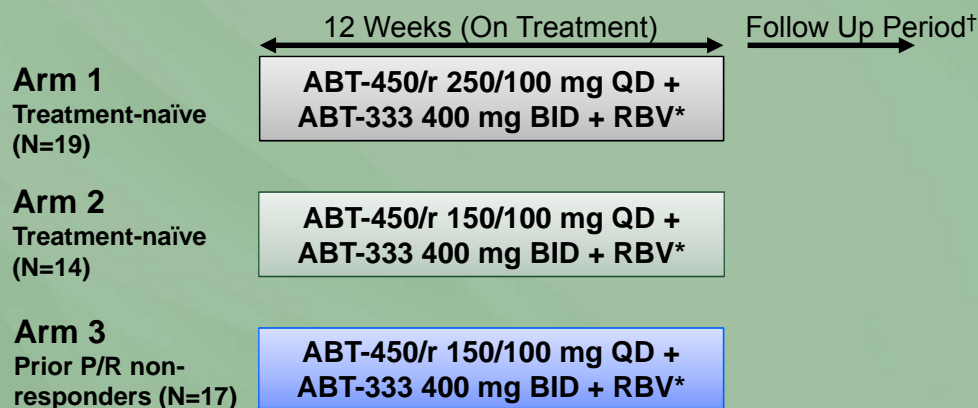 12 Weeks (On Treatment) Follow Up Period†
Arm 1
Treatment-naïve
(N=19)
ABT-450/r 250/100 mg QD +
ABT-333 400 mg BID + RBV*
Arm 2
Treatment-naïve
(N=14)
ABT-450/r 150/100 mg QD +
ABT-333 400 mg BID + RBV*
Arm 3
Prior P/R non-
responders (N=17)
ABT-450/r 150/100 mg QD +
ABT-333 400 mg BID + RBV*